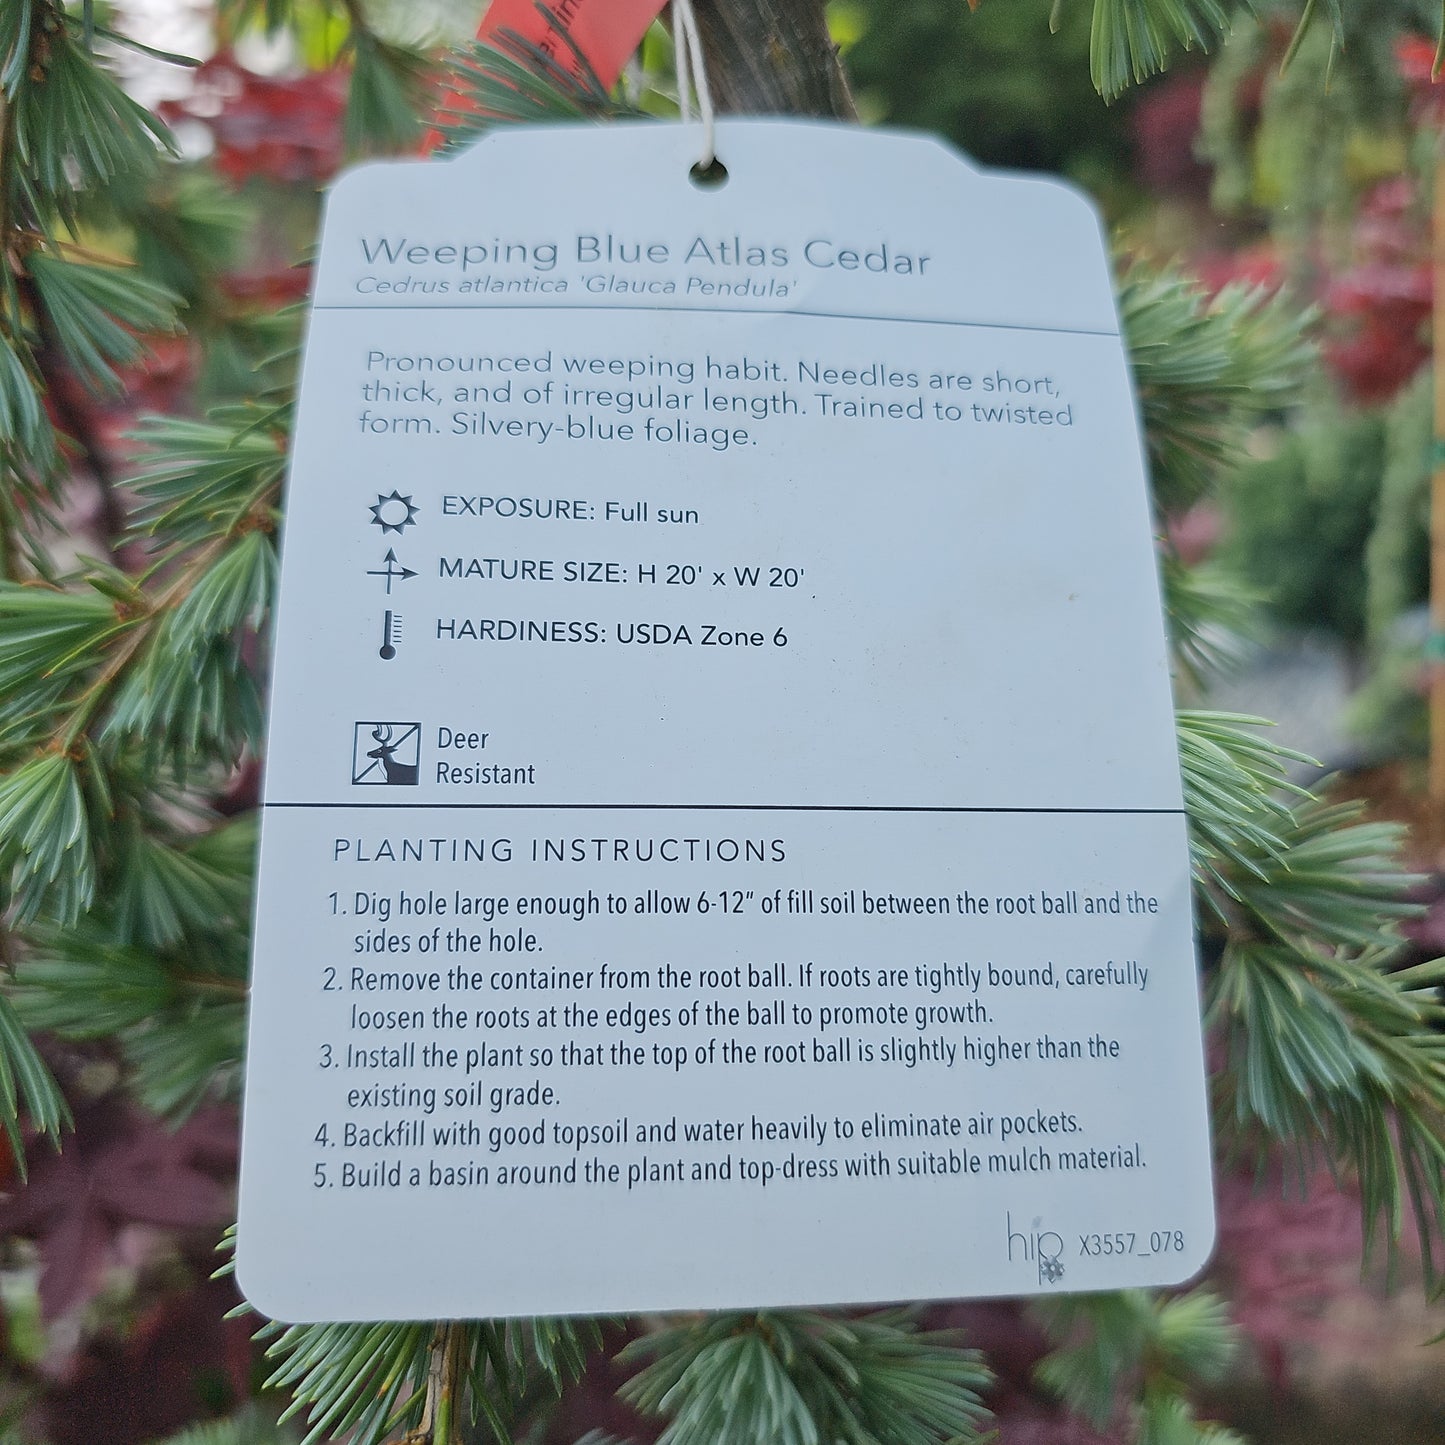 Weeping Blue Atlas Cedar
Cedrus atlantica 'Glauca Pendula'
Pronounced weeping habit. Needles are short,
thick, and of irregular length. Trained to twisted
form. Silvery-blue foliage.
EXPOSURE: Full sun
MATURE SIZE: H 20' x W 20'
HARDINESS: USDA Zone 6
Deer
Resistant
PLANTING INSTRUCTIONS
1. Dig hole large enough to allow 6-12" of fill soil between the root ball and the
sides of the hole.
2. Remove the container from the root ball. If roots are tightly bound, carefully
loosen the roots at the edges of the ball to promote growth.
3. Install the plant so that the top of the root ball is slightly higher than the
existing soil grade.
4. Backfill with good topsoil and water heavily to eliminate air pockets.
5. Build a basin around the plant and top-dress with suitable mulch material.
hip X3557_078